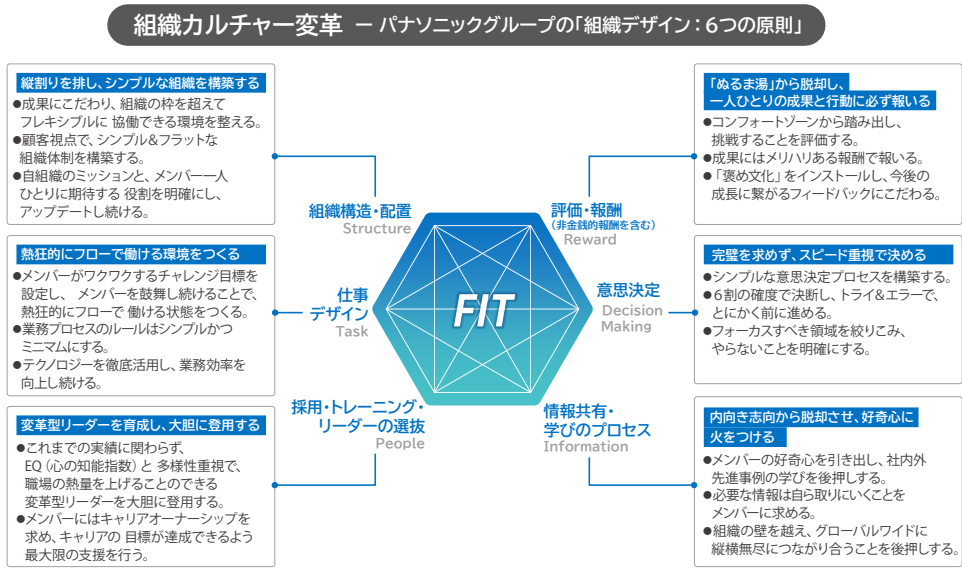 組織カルチャー変革 － パナソニックグループの「組織デザイン：6つの原則」
縦割りを排し、シンプルな組織を構築する
●成果にこだわり、組織の枠を超えて
フレキシブルに 協働できる環境を整える。
●顧客視点で、シンプル&フラットな
組織体制を構築する。
●自組織のミッションと、メンバー一人
ひとりに期待する 役割を明確にし、
アップデートし続ける。
熱狂的にフローで働ける環境をつくる
●メンバーがワクワクするチャレンジ目標を
設定し、 メンバーを鼓舞し続けることで、
熱狂的にフローで 働ける状態をつくる。
●業務プロセスのルールはシンプルかつ
ミニマムにする。
●テクノロジーを徹底活用し、業務効率を
向上し続ける。
変革型リーダーを育成し、大胆に登用する
●これまでの実績に関わらず、
EQ（心の知能指数）と 多様性重視で、
職場の熱量を上げることのできる
変革型リーダーを大胆に登用する。
●メンバーにはキャリアオーナーシップを
求め、キャリアの 目標が達成できるよう
最大限の支援を行う。
組織構造・配置
Structure
仕事
デザイン
Task
採用・トレーニング・
リーダーの選抜
People
FIT
評価・報酬
（非金銭的報酬を含む）
Reward
意思決定
Decision
Making
情報共有・
学びのプロセス
Information
「ぬるま湯」から脱却し、
一人ひとりの成果と行動に必ず報いる
●コンフォートゾーンから踏み出し、
挑戦することを評価する。
●成果にはメリハリある報酬で報いる。
●「褒め文化」をインストールし、今後の
成長に繋がるフィードバックにこだわる。
完璧を求めず、スピード重視で決める
●シンプルな意思決定プロセスを構築する。
●6割の確度で決断し、トライ&エラーで、
とにかく前に進める。
●フォーカスすべき領域を絞りこみ、
やらないことを明確にする。
内向き志向から脱却させ、好奇心に
火をつける
●メンバーの好奇心を引き出し、社内外
先進事例の学びを後押しする。
●必要な情報は自ら取りにいくことを
メンバーに求める。
●組織の壁を越え、グローバルワイドに
縦横無尽につながり合うことを後押しする。